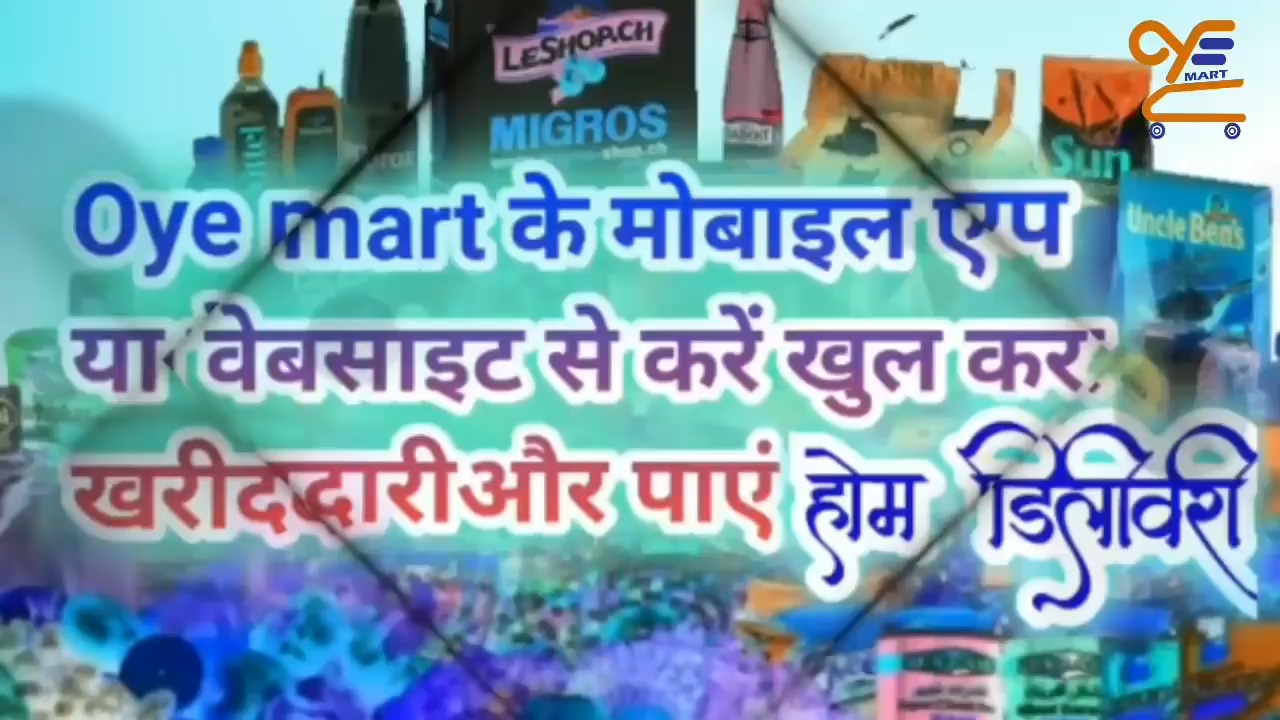 LESHOP.CH
MIGROS
OYE
MART
Sun
Uncle Ben's
Oye mart के मोबाइल एप
या वेबसाइट से करें खुल कर
खरीदद्दारीऔर पाएं होम डिलीवरी